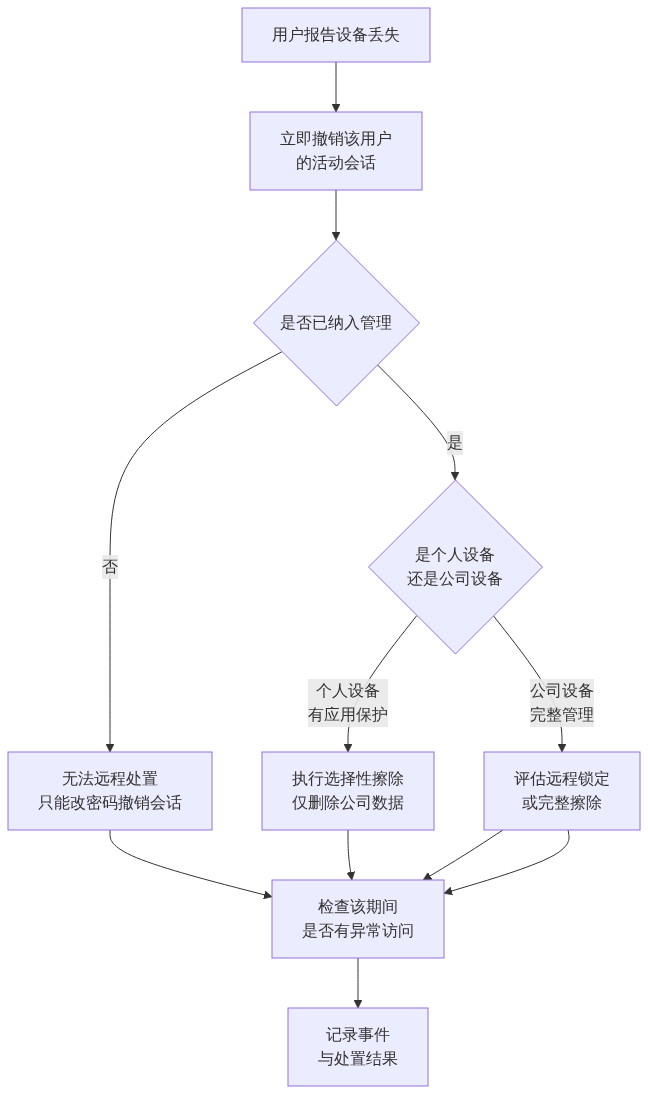 用户报告设备丢失
立即撤销该用户
的活动会话
是否已纳入管理
是
否
是个人设备
还是公司设备
个人设备
有应用保护
公司设备
完整管理
无法远程处置
只能改密码撤销会话
执行选择性擦除
仅删除公司数据
评估远程锁定
或完整擦除
检查该期间
是否有异常访问
记录事件
与处置结果